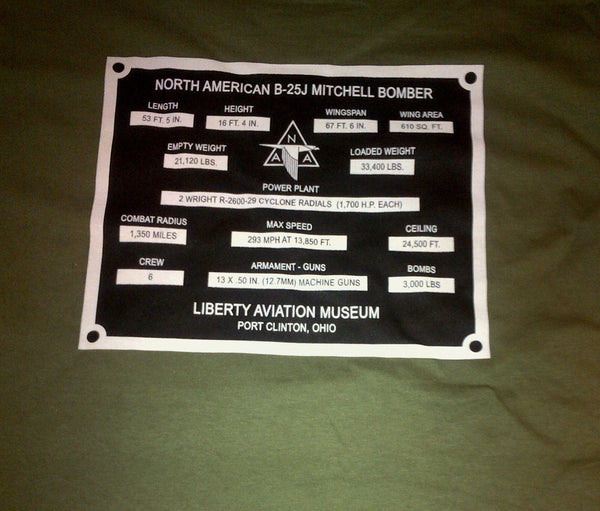 NORTH AMERICAN B-25J MITCHELL BOMBER
LENGTH HEIGHT WINGSPAN WING AREA
53 FT. 5 IN. 16 FT. 4 IN. 67 FT. 6 IN. 610 SQ. FT.
N
A A
EMPTY WEIGHT LOADED WEIGHT
21,120 LBS. 33,400 LBS.
POWER PLANT
2 WRIGHT R-2600-29 CYCLONE RADIALS (1,700 H.P. EACH)
COMBAT RADIUS MAX SPEED CEILING
1,350 MILES 293 MPH AT 13,850 FT. 24,500 FT.
CREW ARMAMENT - GUNS BOMBS
6 13 X .50 IN. (12.7MM) MACHINE GUNS 3,000 LBS
LIBERTY AVIATION MUSEUM
PORT CLINTON, OHIO